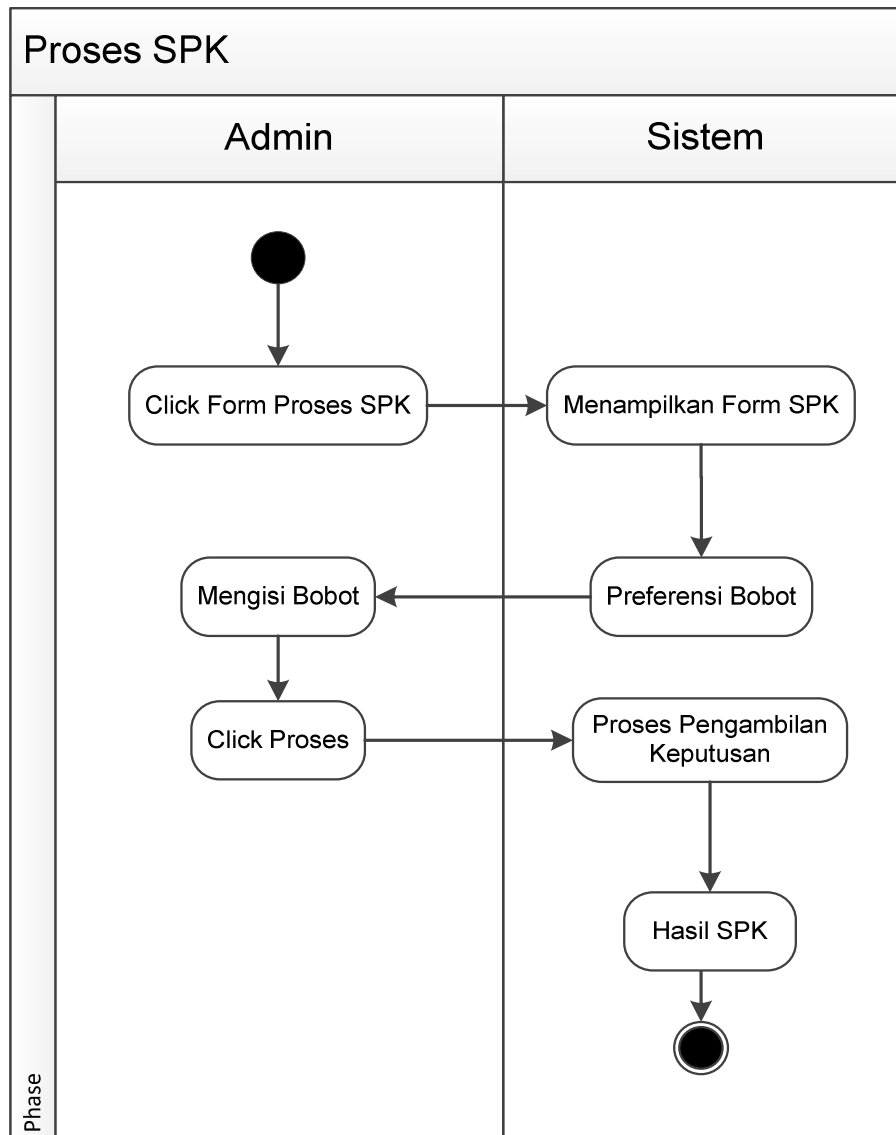 Proses SPK
Admin
Sistem
Click Form Proses SPK
Menampilkan Form SPK
Mengisi Bobot
Preferensi Bobot
Click Proses
Proses Pengambilan
Keputusan
Hasil SPK
Phase